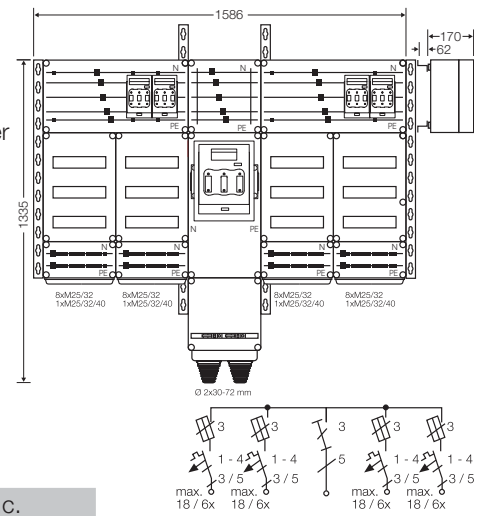 1586
170
62
N
N
N
er
PE
PE
PE
1335
N
PE
N
N
N
N
PE
PE
PE
PE
8xM25/32
1xM25/32/40
8xM25/32
1xM25/32/40
8xM25/32
1xM25/32/40
8xM25/32
1xM25/32/40
Ø 2x30-72 mm
3
3
3
3
3
1 - 4
1 - 4
5
1 - 4
1 - 4
3 / 5
3 / 5
3 / 5
3 / 5
max.
18 / 6x
max.
18 / 6x
max.
18 / 6x
max.
18 / 6x
c.